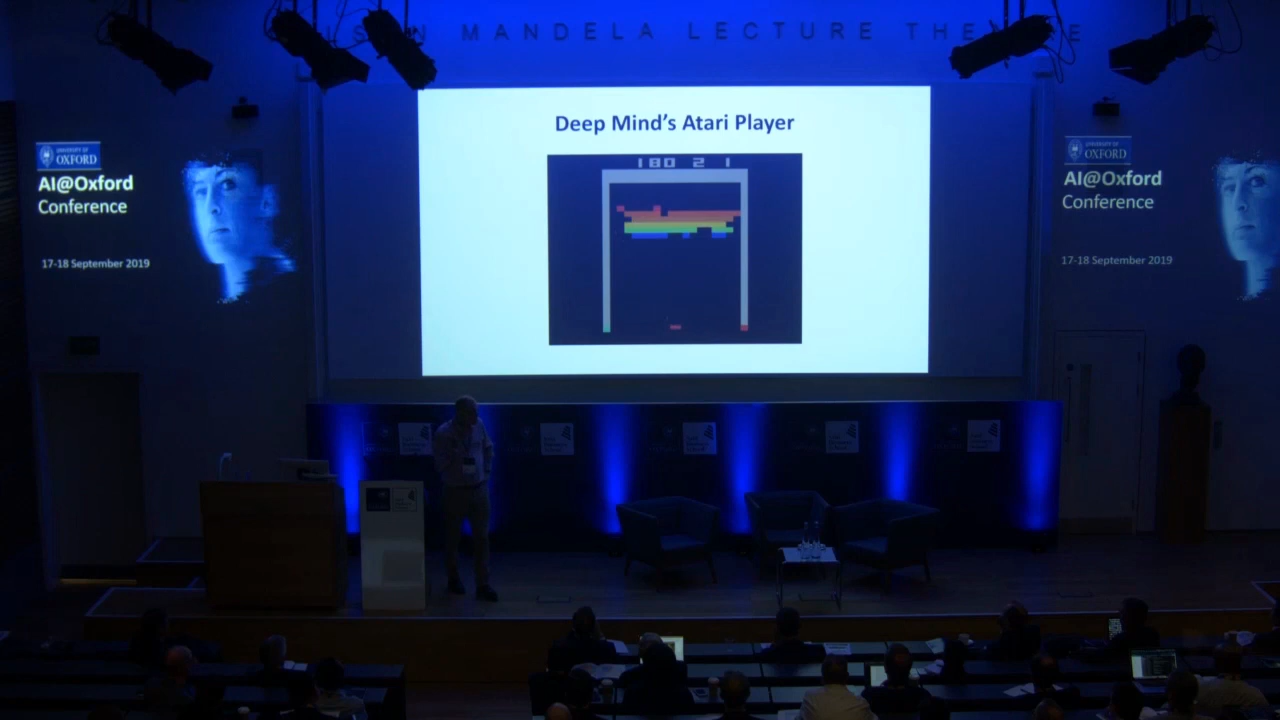 MANDELA LECTURE
Deep Mind's Atari Player
180 2 1
UNIVERSITY OF
OXFORD
AI@Oxford
Conference
17-18 September 2019
UNIVERSITY OF
OXFORD
AI@Oxford
Conference
17-18 September 2019